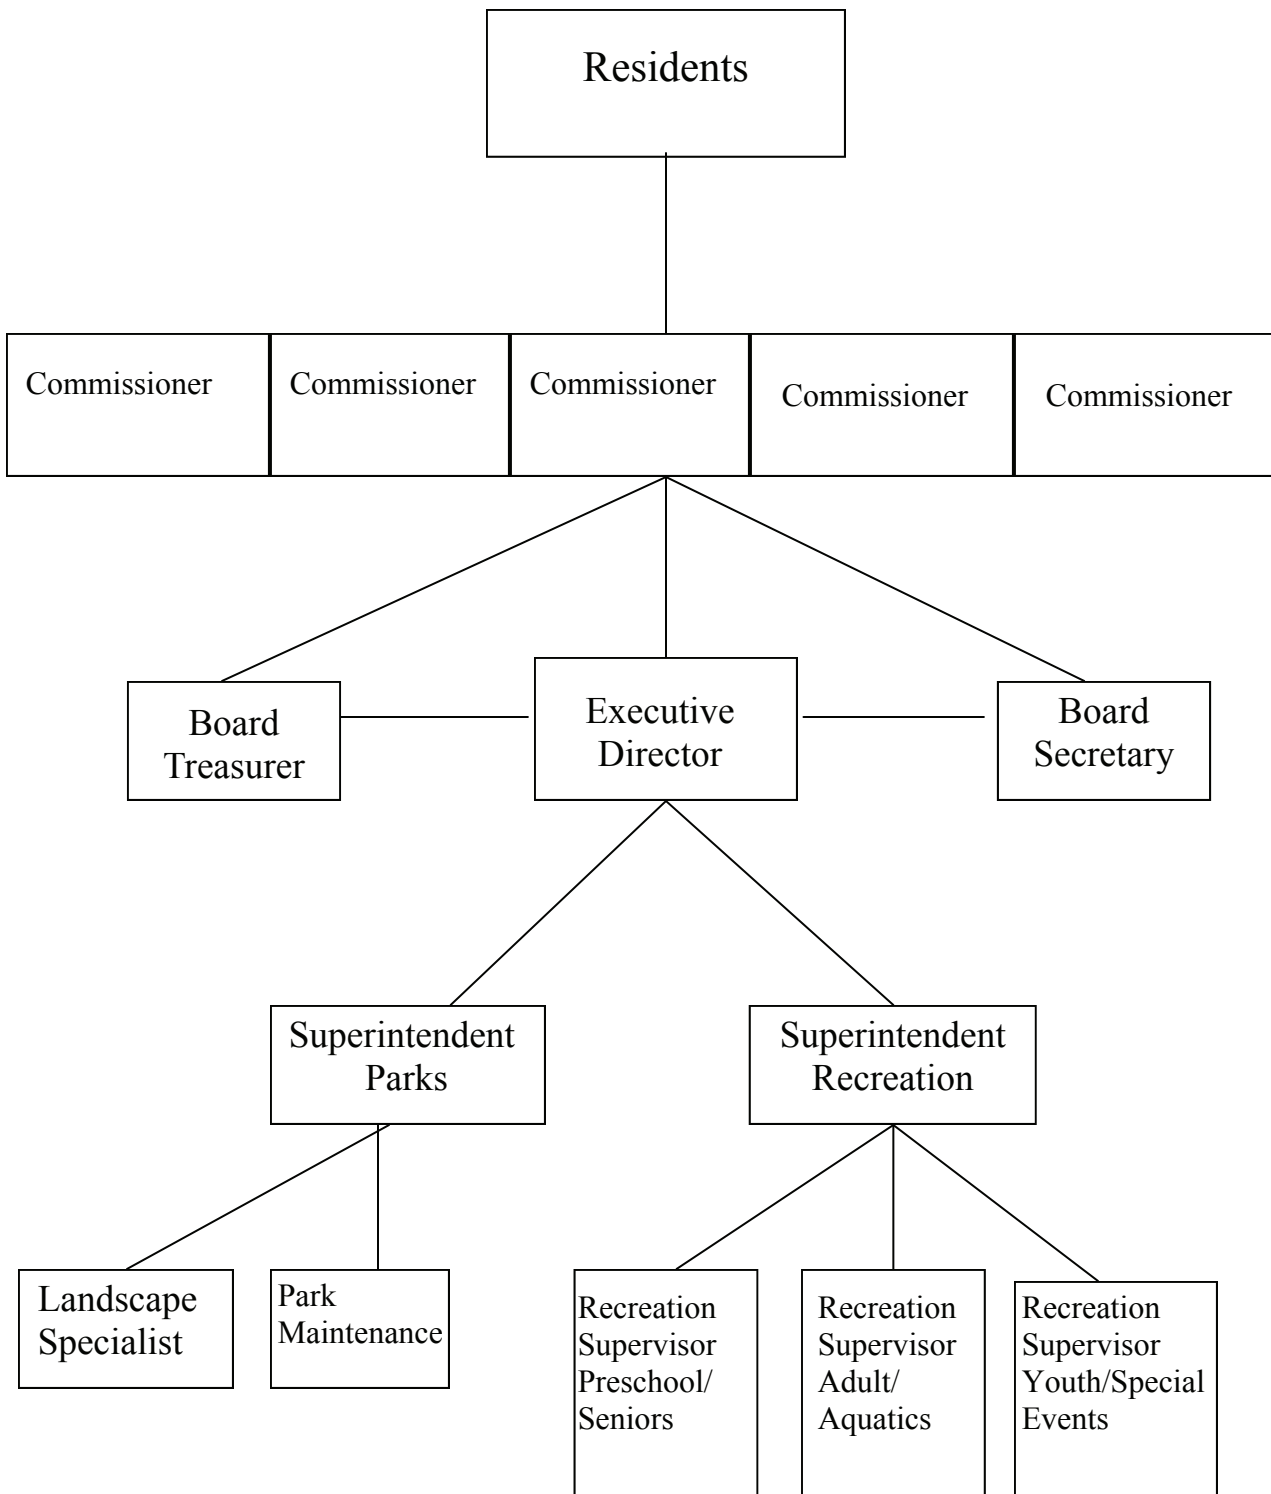 Residents
Commissioner
Commissioner
Commissioner
Commissioner
Commissioner
Board
Treasurer
Executive
Director
Board
Secretary
Superintendent
Parks
Superintendent
Recreation
Landscape
Specialist
Park
Maintenance
Recreation
Supervisor
Preschool/
Seniors
Recreation
Supervisor
Adult/
Aquatics
Recreation
Supervisor
Youth/Special
Events